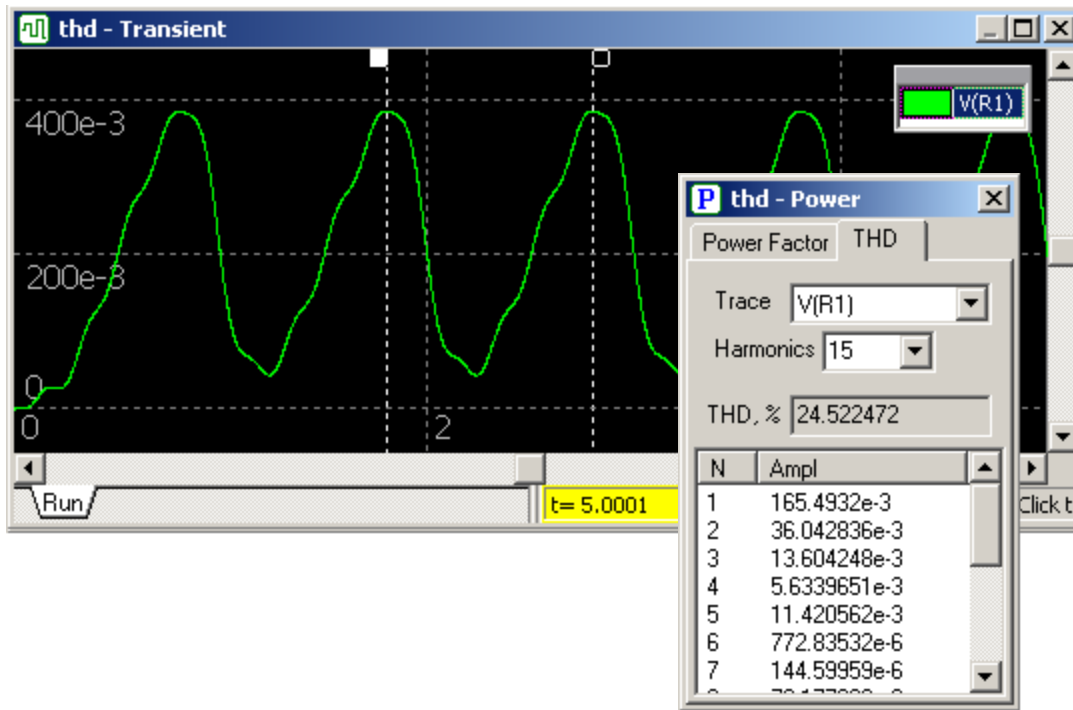 thd - Transient
400e-3
200e-3
0
0
2
V(R1)
Run
t= 5.0001
Click t
thd - Power
Power Factor
THD
Trace V(R1)
Harmonics 15
THD, % 24.522472
N Ampl
1 165.4932e-3
2 36.042836e-3
3 13.604248e-3
4 5.6339651e-3
5 11.420562e-3
6 772.83532e-6
7 144.59959e-6